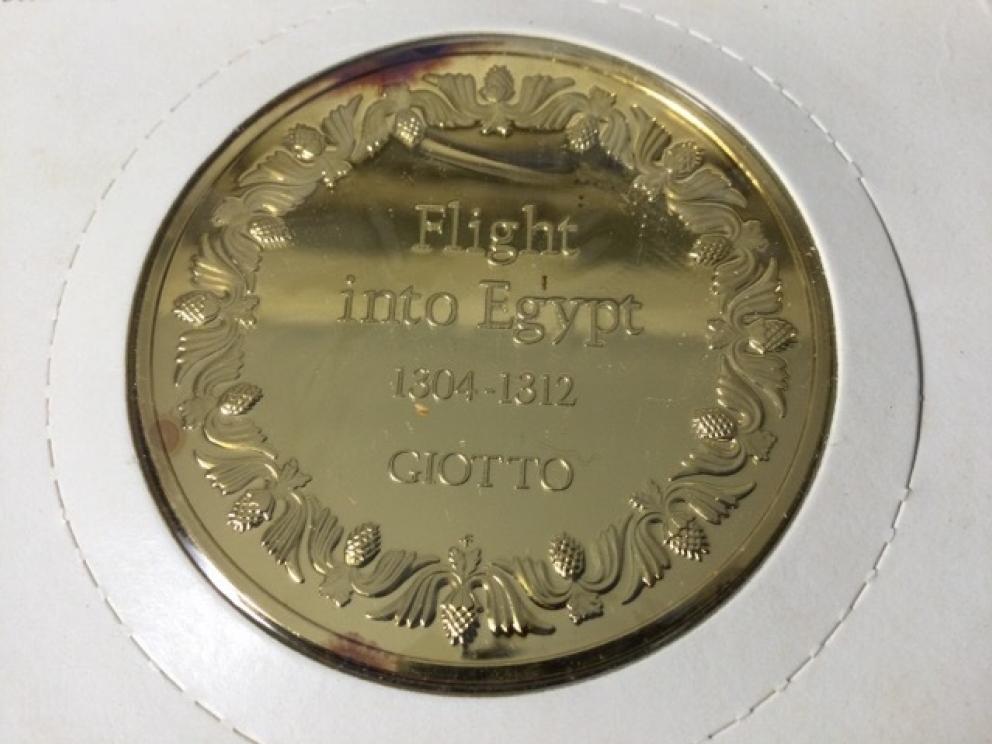 Flight
into Egypt
1304-1312
GIOTTO